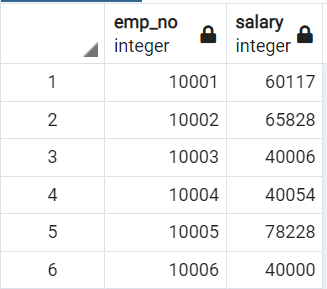 emp_no salary
integer integer
1 10001 60117
2 10002 65828
3 10003 40006
4 10004 40054
5 10005 78228
6 10006 40000